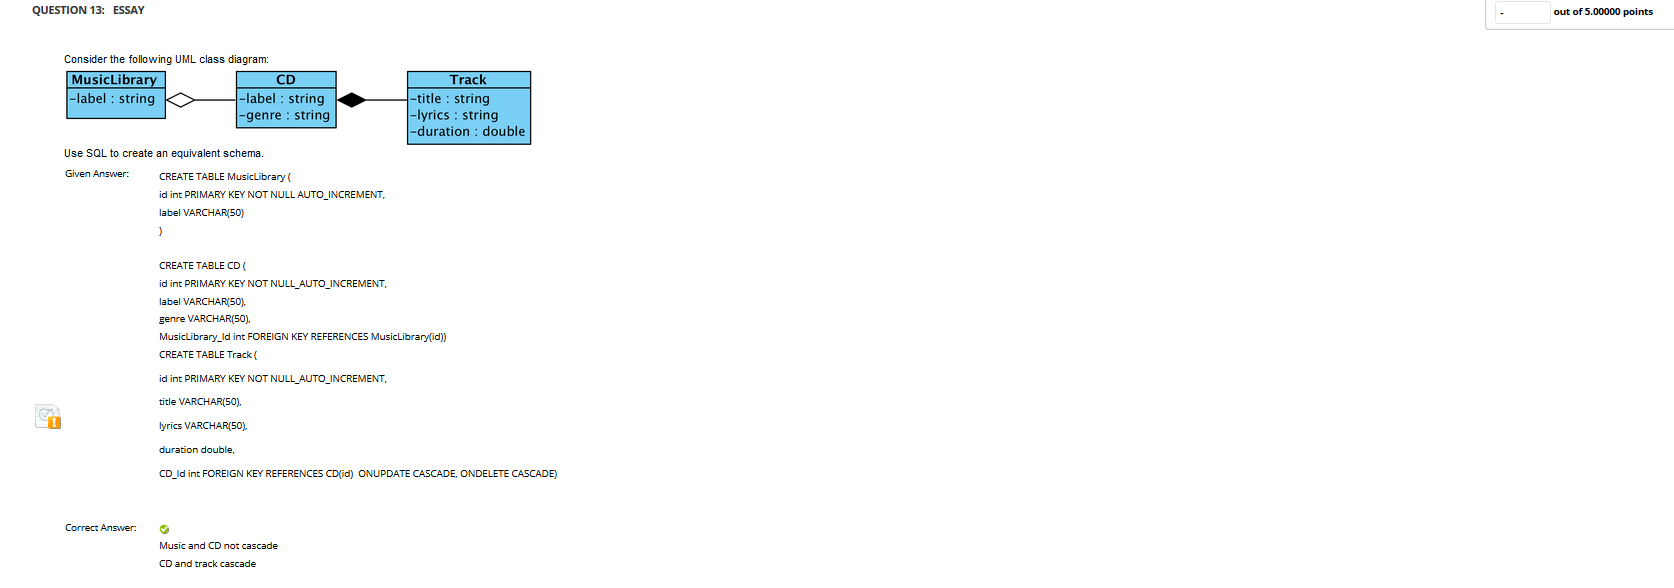 QUESTION 13: ESSAY
- out of 5.00000 points
Consider the following UML class diagram:
MusicLibrary
-label : string
CD
-label : string
-genre : string
Track
-title : string
-lyrics : string
-duration : double
Use SQL to create an equivalent schema.
Given Answer:
CREATE TABLE MusicLibrary (
id int PRIMARY KEY NOT NULL AUTO_INCREMENT,
label VARCHAR(50)
)
CREATE TABLE CD (
id int PRIMARY KEY NOT NULL_AUTO_INCREMENT,
label VARCHAR(50),
genre VARCHAR(50),
MusicLibrary_Id int FOREIGN KEY REFERENCES MusicLibrary(id))
CREATE TABLE Track (
id int PRIMARY KEY NOT NULL_AUTO_INCREMENT,
title VARCHAR(50),
lyrics VARCHAR(50),
duration double,
CD_Id int FOREIGN KEY REFERENCES CD(id) ONUPDATE CASCADE, ONDELETE CASCADE)
Correct Answer:
Music and CD not cascade
CD and track cascade